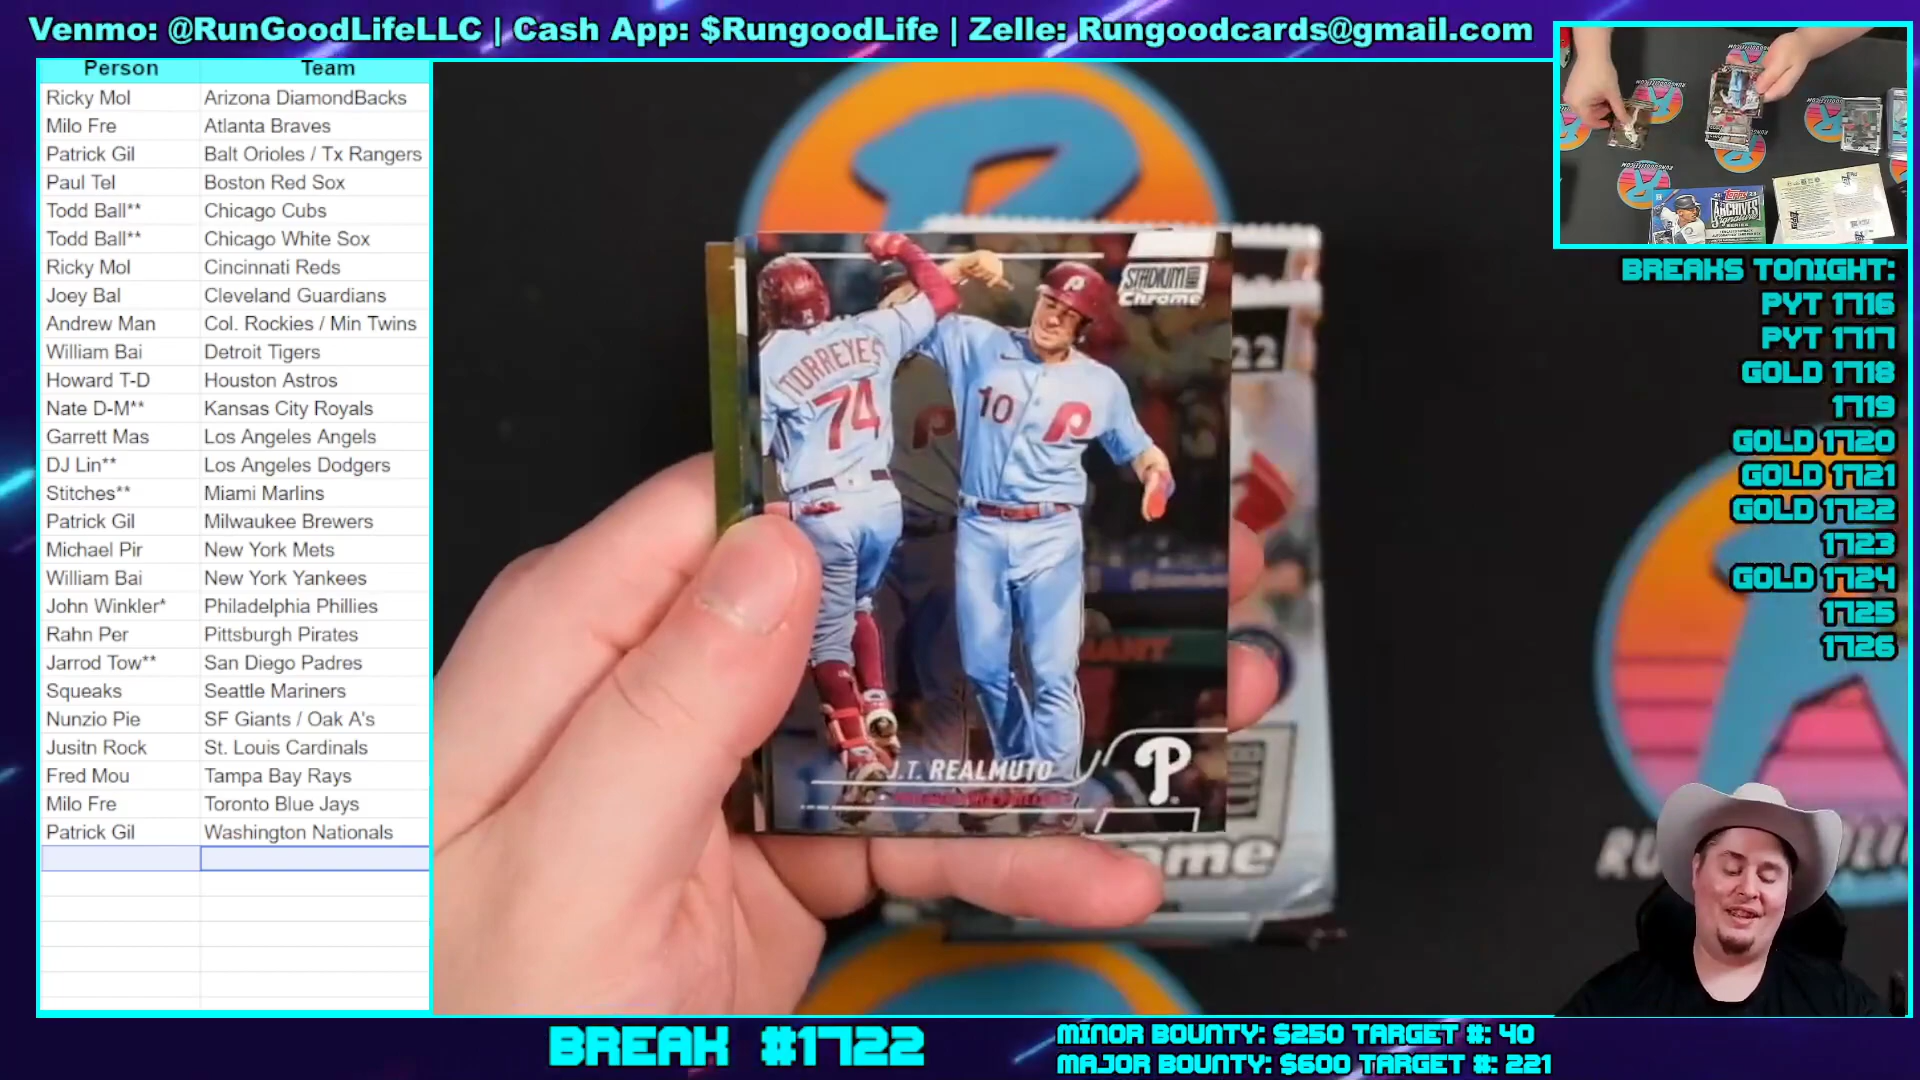 Venmo: @RunGoodLifeLLC | Cash App: $RungoodLife | Zelle: Rungoodcards@gmail.com
Person Team
Ricky Mol Arizona DiamondBacks
Milo Fre Atlanta Braves
Patrick Gil Balt Orioles / Tx Rangers
Paul Tel Boston Red Sox
Todd Ball** Chicago Cubs
Todd Ball** Chicago White Sox
Ricky Mol Cincinnati Reds
Joey Bal Cleveland Guardians
Andrew Man Col. Rockies / Min Twins
William Bai Detroit Tigers
Howard T-D Houston Astros
Nate D-M** Kansas City Royals
Garrett Mas Los Angeles Angels
DJ Lin** Los Angeles Dodgers
Stitches** Miami Marlins
Patrick Gil Milwaukee Brewers
Michael Pir New York Mets
William Bai New York Yankees
John Winkler* Philadelphia Phillies
Rahn Per Pittsburgh Pirates
Jarrod Tow** San Diego Padres
Squeaks Seattle Mariners
Nunzio Pie SF Giants / Oak A's
Jusitn Rock St. Louis Cardinals
Fred Mou Tampa Bay Rays
Milo Fre Toronto Blue Jays
Patrick Gil Washington Nationals
STADIUM CLUB
Chrome
22
TORREYES
74
10
P
J.T. REALMUTO
P
CLUB
ome
RU
Topps
ARCHIVES
Signature
BREAKS TONIGHT:
PYT 1716
PYT 1717
GOLD 1718
1719
GOLD 1720
GOLD 1721
GOLD 1722
1723
GOLD 1724
1725
1726
BREAK #1722
MINOR BOUNTY: $250 TARGET #: 40
MAJOR BOUNTY: $600 TARGET #: 221